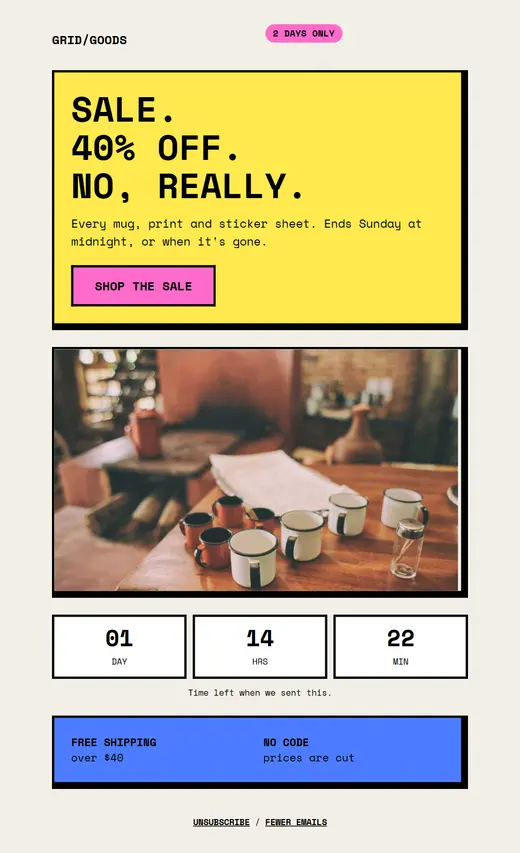 GRID/GOODS
2 DAYS ONLY
SALE.
40% OFF.
NO, REALLY.
Every mug, print and sticker sheet. Ends Sunday at
midnight, or when it's gone.
SHOP THE SALE
01
DAY
14
HRS
22
MIN
Time left when we sent this.
FREE SHIPPING
over $40
NO CODE
prices are cut
UNSUBSCRIBE / FEWER EMAILS